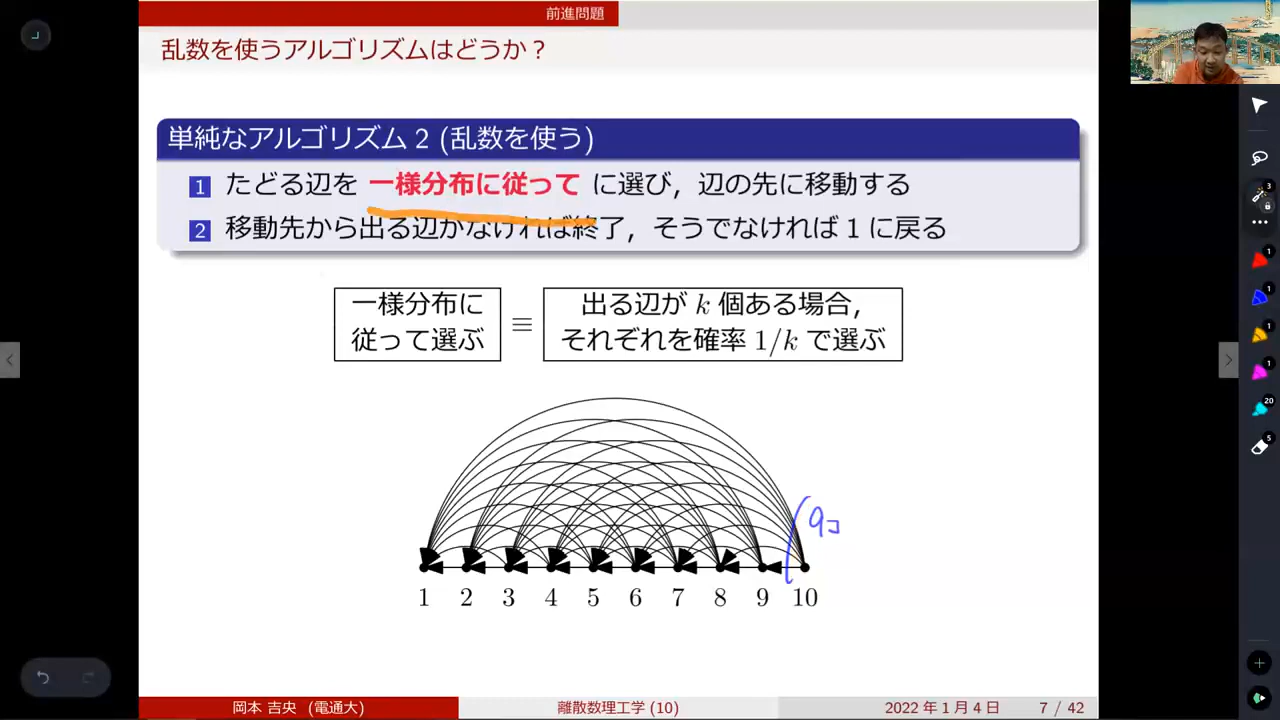 前進問題
乱数を使うアルゴリズムはどうか？
単純なアルゴリズム 2 (乱数を使う)
1 たどる辺を 一様分布に従って に選び，辺の先に移動する
2 移動先から出る辺がなければ終了，そうでなければ 1 に戻る
一様分布に
従って選ぶ
≡
出る辺が k 個ある場合，
それぞれを確率 1/k で選ぶ
9コ
1 2 3 4 5 6 7 8 9 10
岡本 吉央 (電通大) 離散数理工学 (10) 2022 年 1 月 4 日 7 / 42
3
1
1
1
1
20
5